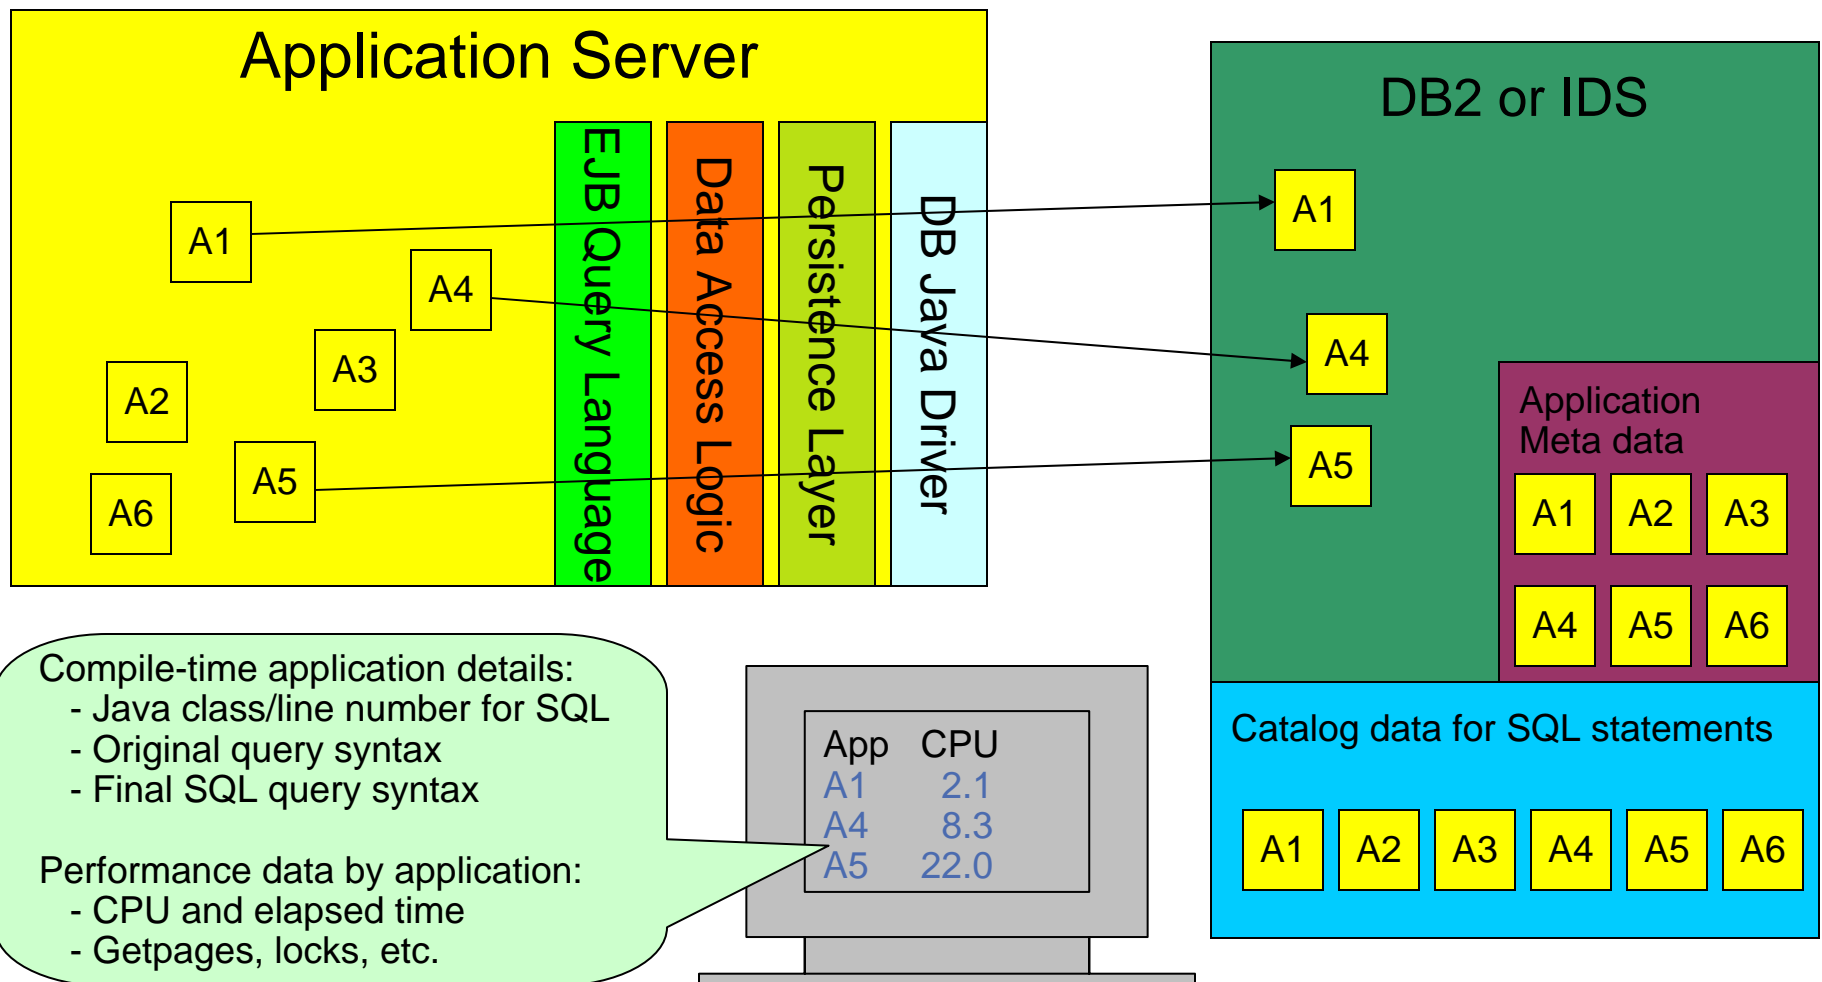 Application Server
EJB Query Language
Data Access Logic
Persistence Layer
DB Java Driver
A1
A4
A3
A2
A5
A6
DB2 or IDS
A1
A4
A5
Application
Meta data
A1 A2 A3
A4 A5 A6
Catalog data for SQL statements
A1 A2 A3 A4 A5 A6
Compile-time application details:
- Java class/line number for SQL
- Original query syntax
- Final SQL query syntax
Performance data by application:
- CPU and elapsed time
- Getpages, locks, etc.
App CPU
A1 2.1
A4 8.3
A5 22.0